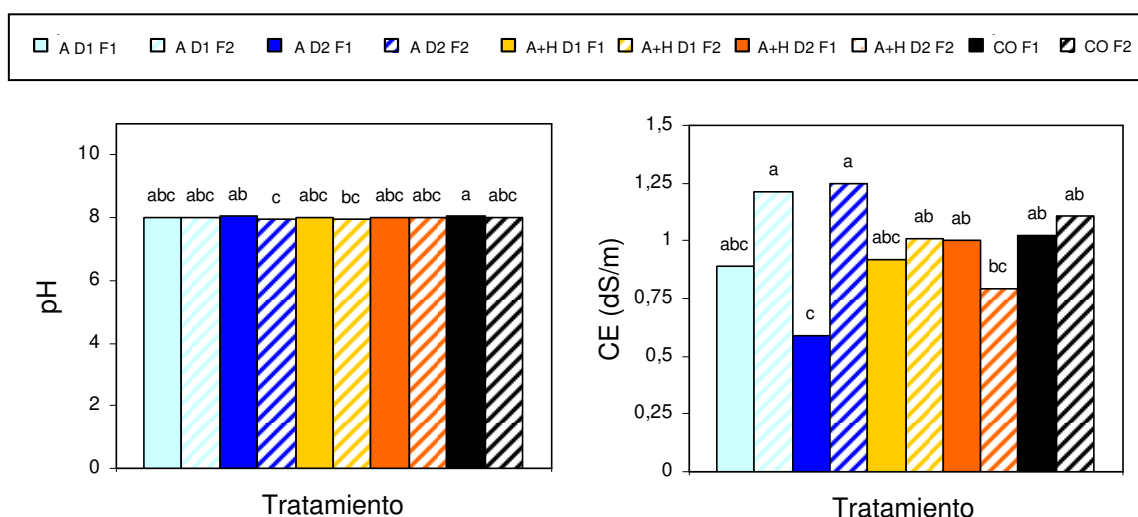 A D1 F1 A D1 F2 A D2 F1 A D2 F2 A+H D1 F1 A+H D1 F2 A+H D2 F1 A+H D2 F2 CO F1 CO F2
pH
10
8
6
4
2
0
abc abc ab c abc bc abc abc a abc
Tratamiento
CE (dS/m)
1,5
1,25
1
0,75
0,5
0,25
0
abc a c a abc ab ab bc ab ab
Tratamiento